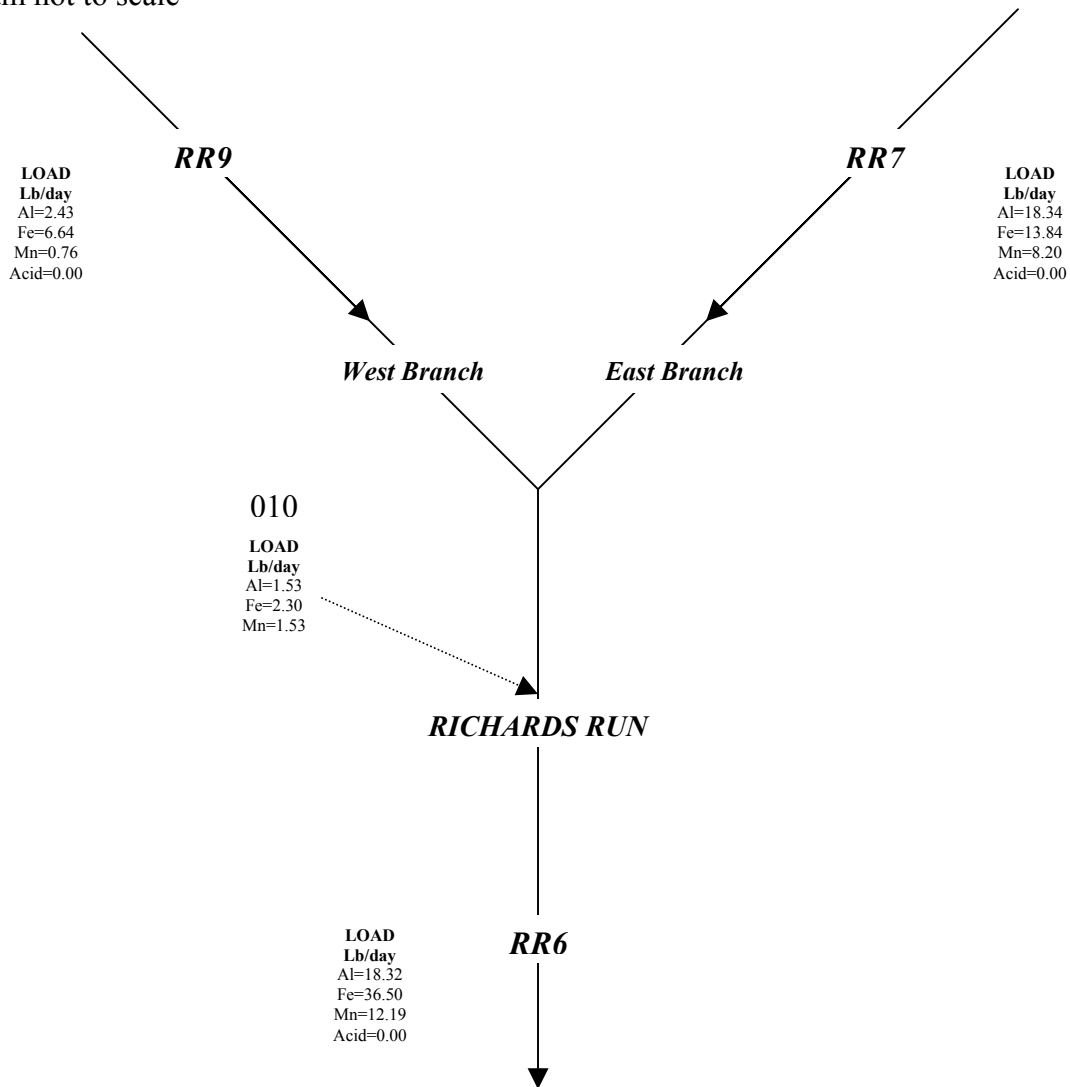 not to scale
RR9
RR7
LOAD
Lb/day
Al=2.43
Fe=6.64
Mn=0.76
Acid=0.00
LOAD
Lb/day
Al=18.34
Fe=13.84
Mn=8.20
Acid=0.00
West Branch
East Branch
010
LOAD
Lb/day
Al=1.53
Fe=2.30
Mn=1.53
RICHARDS RUN
RR6
LOAD
Lb/day
Al=18.32
Fe=36.50
Mn=12.19
Acid=0.00